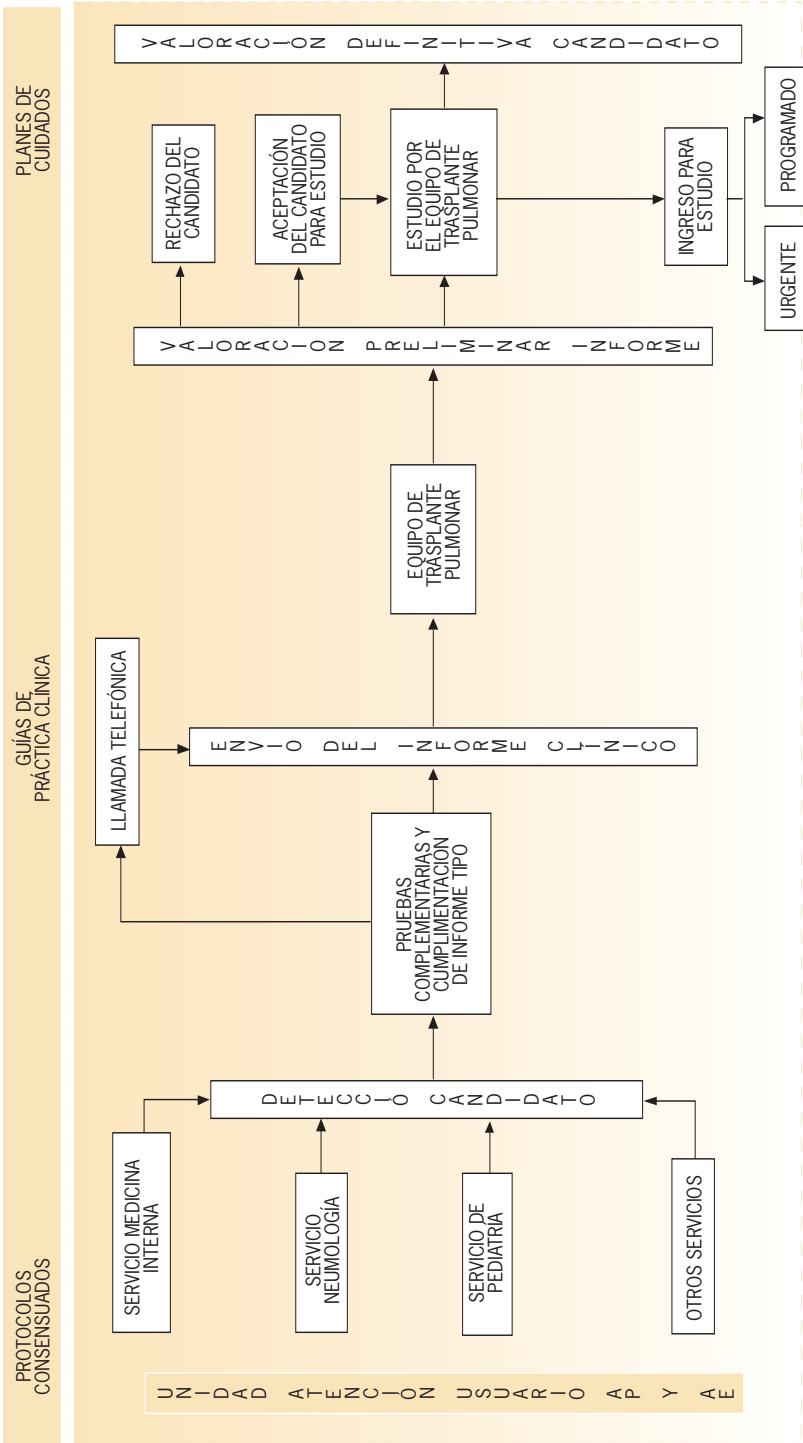 PROTOCOLOS
CONSENSUADOS
GUÍAS DE
PRÁCTICA CLÍNICA
PLANES DE
CUIDADOS
UNIDAD ATENCIÓN USUARIO AP Y AE
SERVICIO MEDICINA
INTERNA
SERVICIO
NEUMOLOGÍA
SERVICIO DE
PEDIATRÍA
OTROS SERVICIOS
DETECCIÓ CANDIDATO
PRUEBAS
COMPLEMENTARIAS Y
CUMPLIMENTACIÓN
DE INFORME TIPO
LLAMADA TELEFÓNICA
ENVIO DEL INFORME CLÍNICO
EQUIPO DE
TRASPLANTE
PULMONAR
VALORACION PRELIMINAR INFORME
RECHAZO DEL
CANDIDATO
ACEPTACIÓN
DEL CANDIDATO
PARA ESTUDIO
ESTUDIO POR
EL EQUIPO DE
TRASPLANTE
PULMONAR
INGRESO PARA
ESTUDIO
URGENTE
PROGRAMADO
VALORACIÓN DEFINITIVA CANDIDATO